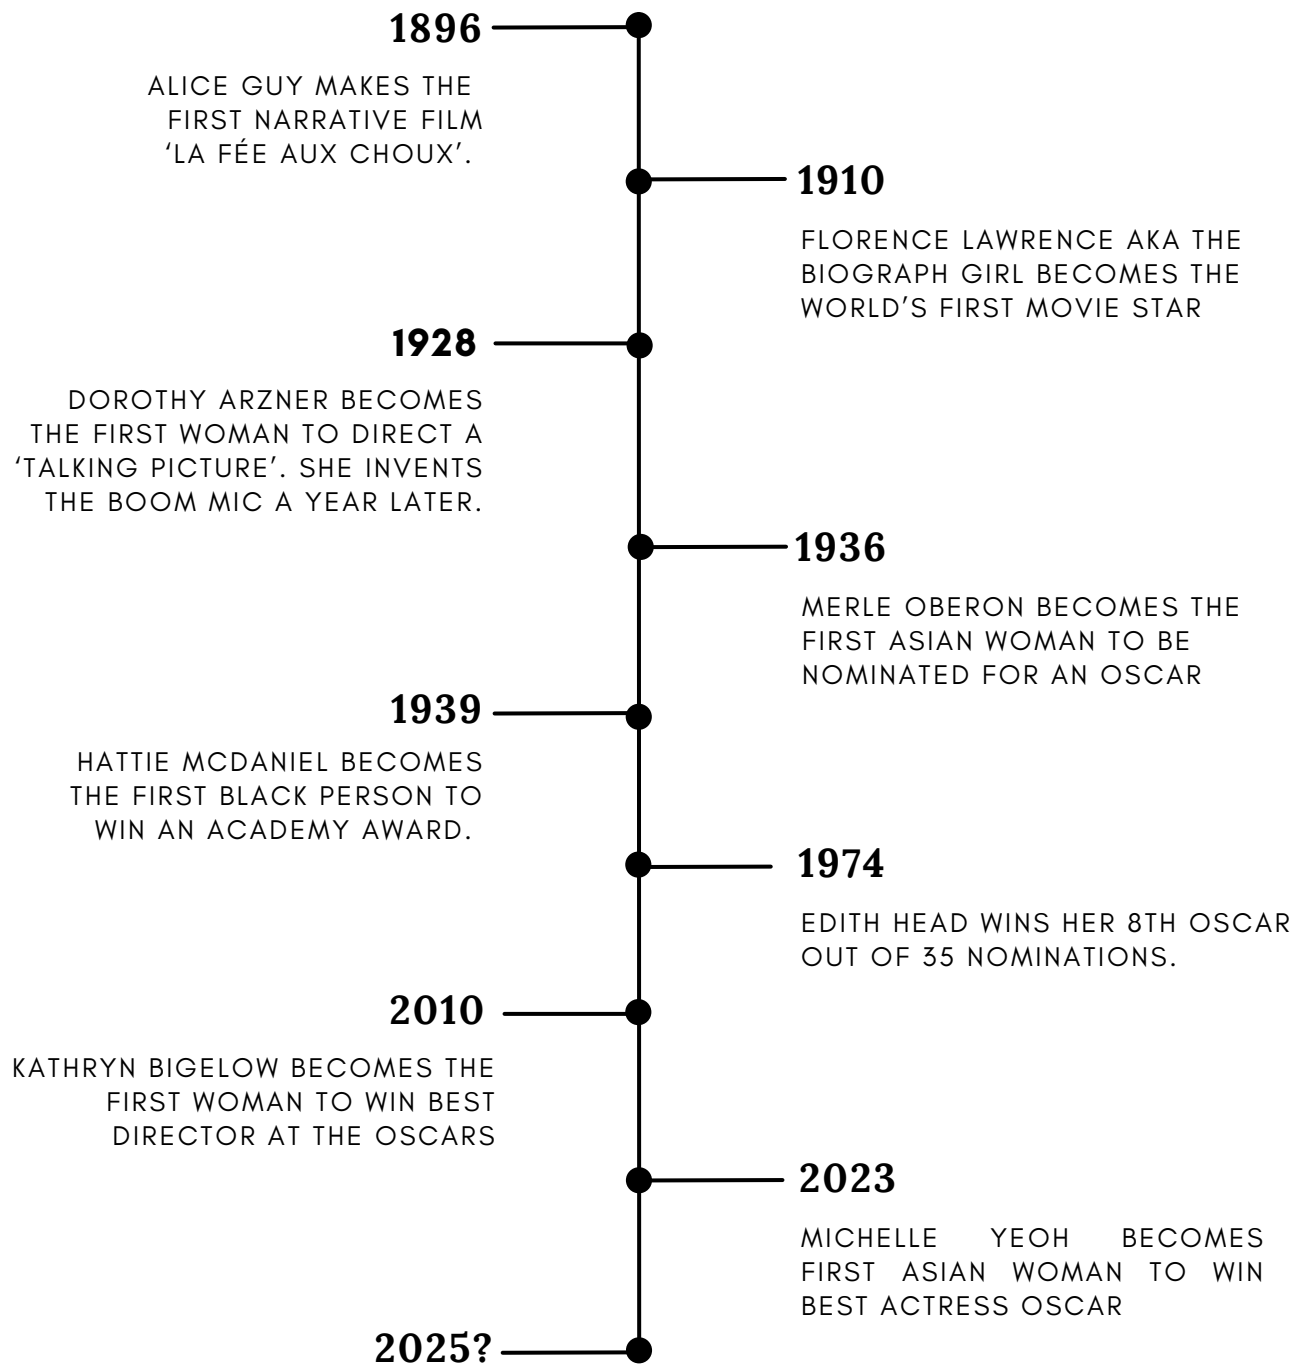 1896
ALICE GUY MAKES THE
FIRST NARRATIVE FILM
‘LA FÉE AUX CHOUX’.
1910
FLORENCE LAWRENCE AKA THE
BIOGRAPH GIRL BECOMES THE
WORLD’S FIRST MOVIE STAR
1928
DOROTHY ARZNER BECOMES
THE FIRST WOMAN TO DIRECT A
‘TALKING PICTURE’. SHE INVENTS
THE BOOM MIC A YEAR LATER.
1936
MERLE OBERON BECOMES THE
FIRST ASIAN WOMAN TO BE
NOMINATED FOR AN OSCAR
1939
HATTIE MCDANIEL BECOMES
THE FIRST BLACK PERSON TO
WIN AN ACADEMY AWARD.
1974
EDITH HEAD WINS HER 8TH OSCAR
OUT OF 35 NOMINATIONS.
2010
KATHRYN BIGELOW BECOMES THE
FIRST WOMAN TO WIN BEST
DIRECTOR AT THE OSCARS
2023
MICHELLE YEOH BECOMES
FIRST ASIAN WOMAN TO WIN
BEST ACTRESS OSCAR
2025?